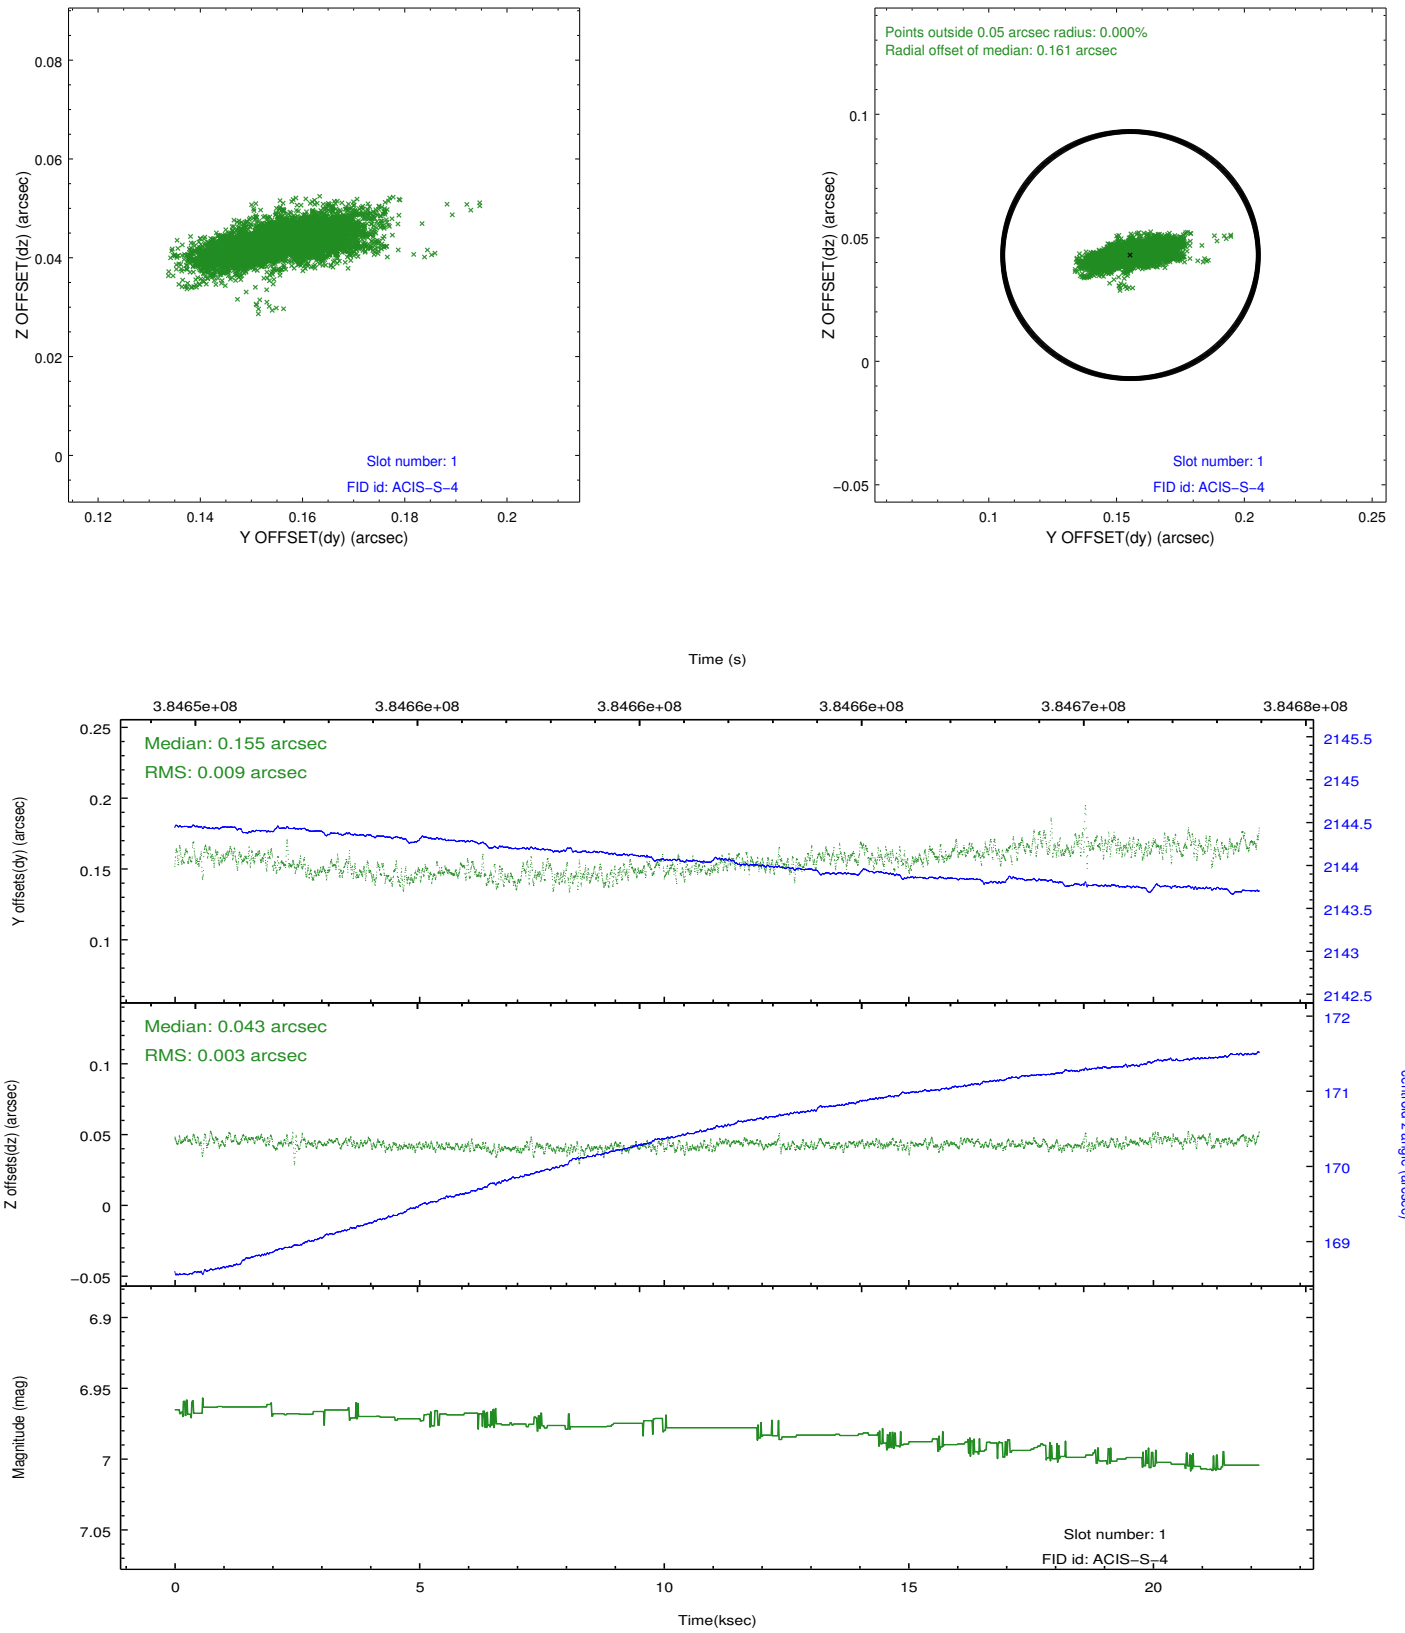 0.08
0.06
0.04
0.02
0
Z OFFSET(dz) (arcsec)
Slot number: 1
FID id: ACIS−S−4
0.12 0.14 0.16 0.18 0.2
Y OFFSET(dy) (arcsec)
Points outside 0.05 arcsec radius: 0.000%
Radial offset of median: 0.161 arcsec
0.1
0.05
0
−0.05
Z OFFSET(dz) (arcsec)
Slot number: 1
FID id: ACIS−S−4
0.1 0.15 0.2 0.25
Y OFFSET(dy) (arcsec)
Time (s)
3.8465e+08 3.8466e+08 3.8466e+08 3.8466e+08 3.8467e+08 3.8468e+08
Median: 0.155 arcsec
RMS: 0.009 arcsec
0.25
0.2
0.15
0.1
Y offsets(dy) (arcsec)
2145.5
2145
2144.5
2144
2143.5
2143
2142.5
Median: 0.043 arcsec
RMS: 0.003 arcsec
0.1
0.05
0
−0.05
Z offsets(dz) (arcsec)
172
171
170
169
centroid z angle (arcsec)
6.9
6.95
7
7.05
Magnitude (mag)
Slot number: 1
FID id: ACIS−S−4
0 5 10 15 20
Time(ksec)